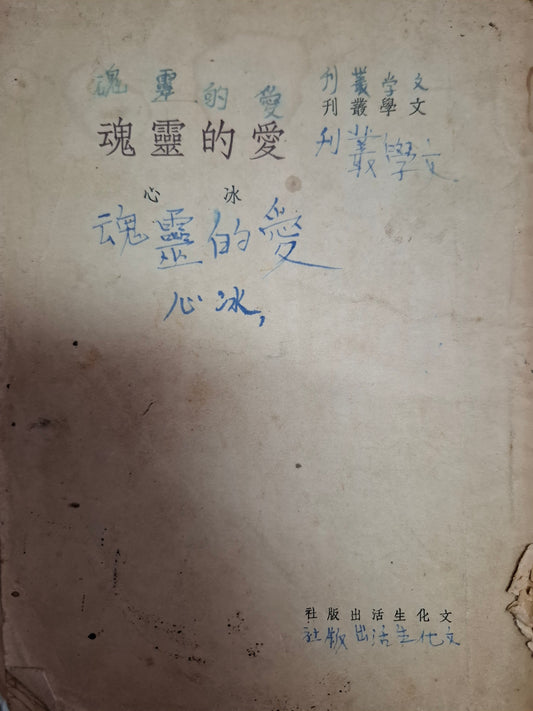 文学叢刊
文學叢刊
文學叢刊
愛的靈魂
愛的靈魂
冰心
愛的靈魂
冰心,
文化生活出版社
文化生活出版社